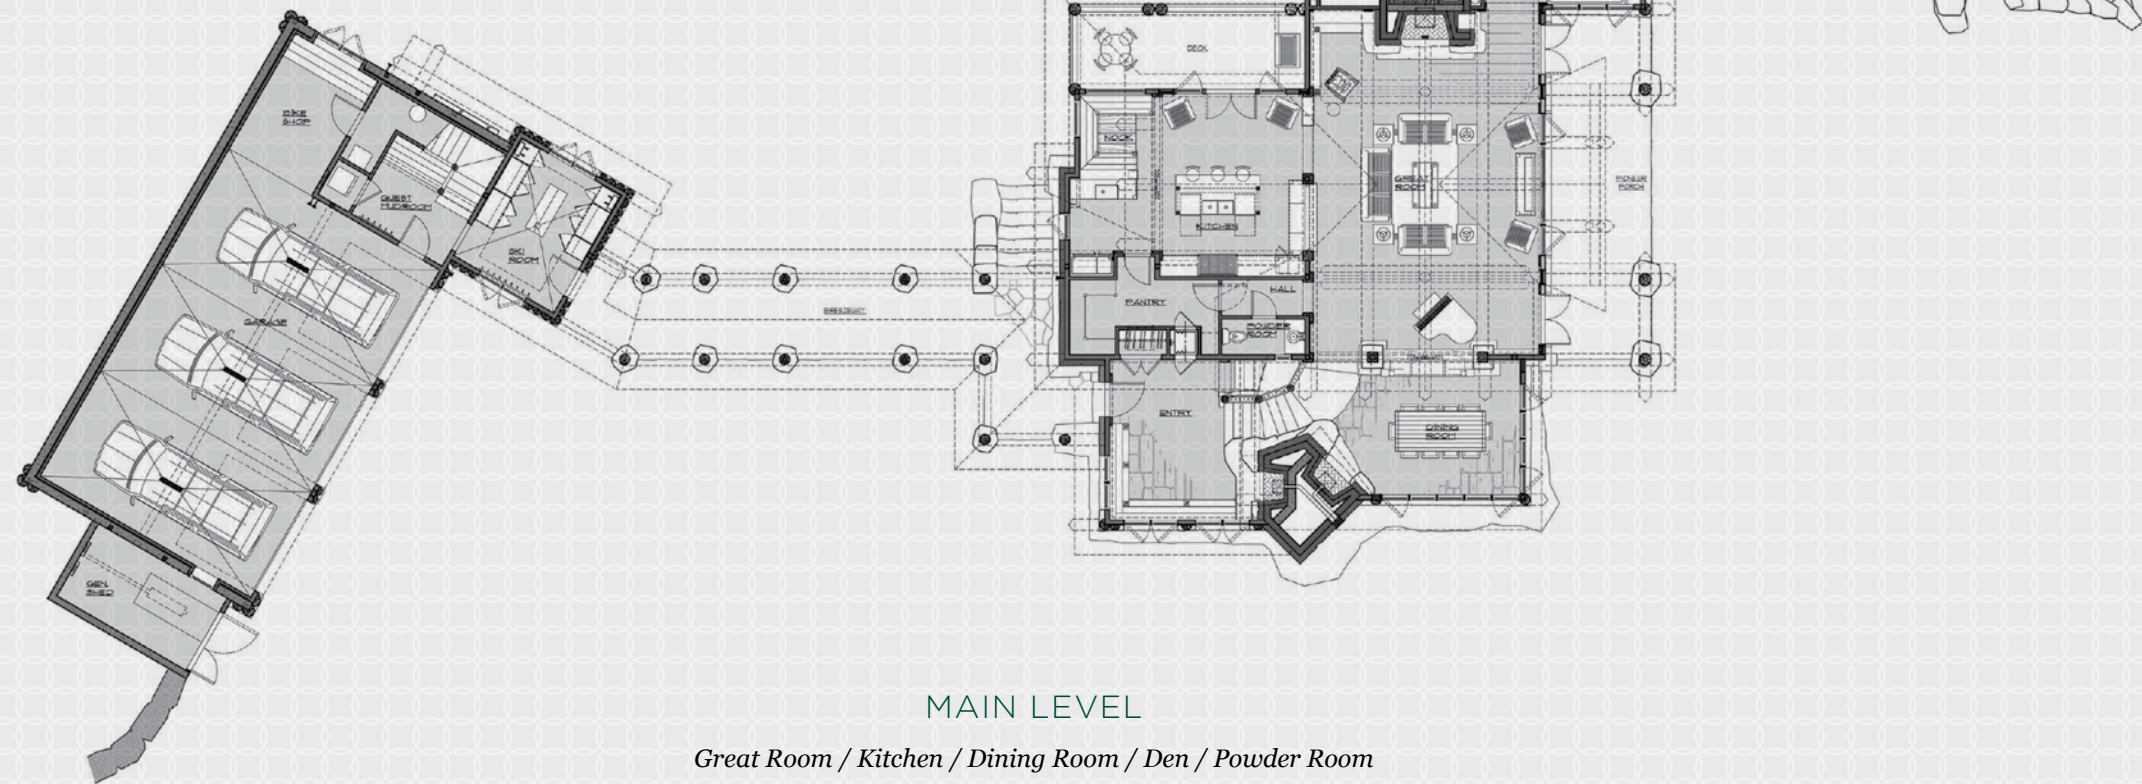 DECK
BIKE
SHOP
NOOK
GREAT
ROOM
PIONEER
PORCH
GUEST
MUDROOM
KITCHEN
SKI
ROOM
HALL
PANTRY
BREEZEWAY
GARAGE
POWDER
ROOM
ENTRY
DINING
ROOM
GEN.
SHED
MAIN LEVEL
Great Room / Kitchen / Dining Room / Den / Powder Room